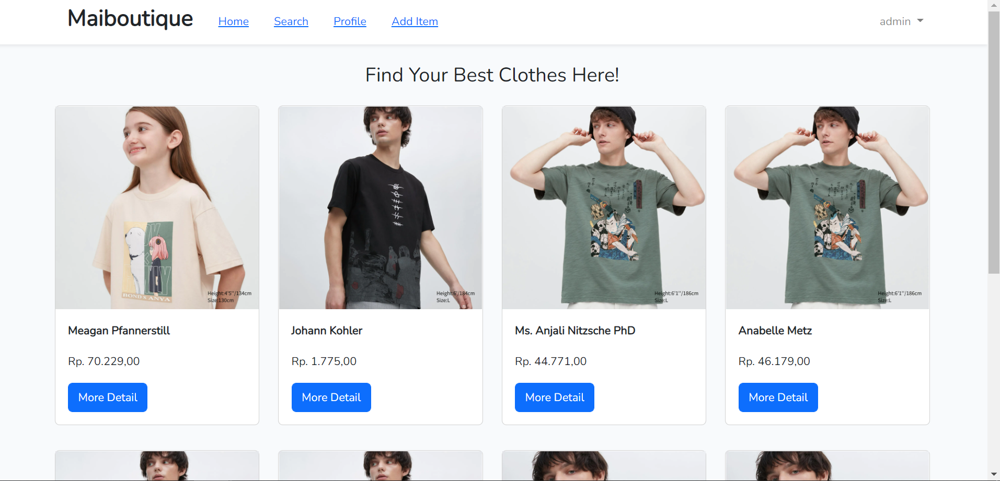 Maiboutique Home Search Profile Add Item admin
Find Your Best Clothes Here!
BOND X ANYA
Height:4'5"/134cm
Size:130cm
Height:6'/184cm
Size:L
Height:6'1"/186cm
Size:L
Height:6'1"/186cm
Size:L
Meagan Pfannerstill
Johann Kohler
Ms. Anjali Nitzsche PhD
Anabelle Metz
Rp. 70.229,00
Rp. 1.775,00
Rp. 44.771,00
Rp. 46.179,00
More Detail
More Detail
More Detail
More Detail